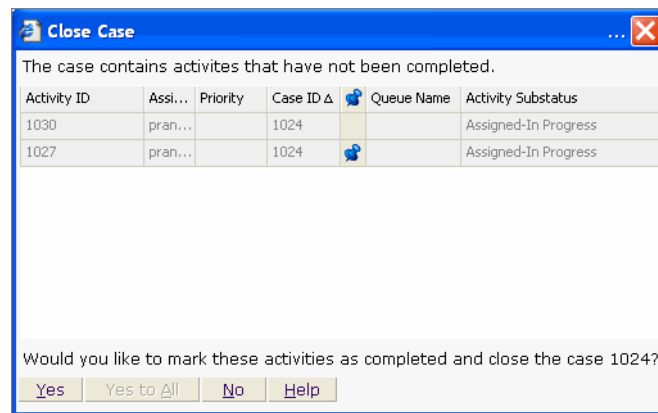 Close Case ...
The case contains activites that have not been completed.
Activity ID Assi... Priority Case ID Δ Queue Name Activity Substatus
1030 pran... 1024 Assigned-In Progress
1027 pran... 1024 Assigned-In Progress
Would you like to mark these activities as completed and close the case 1024?
Yes Yes to All No Help